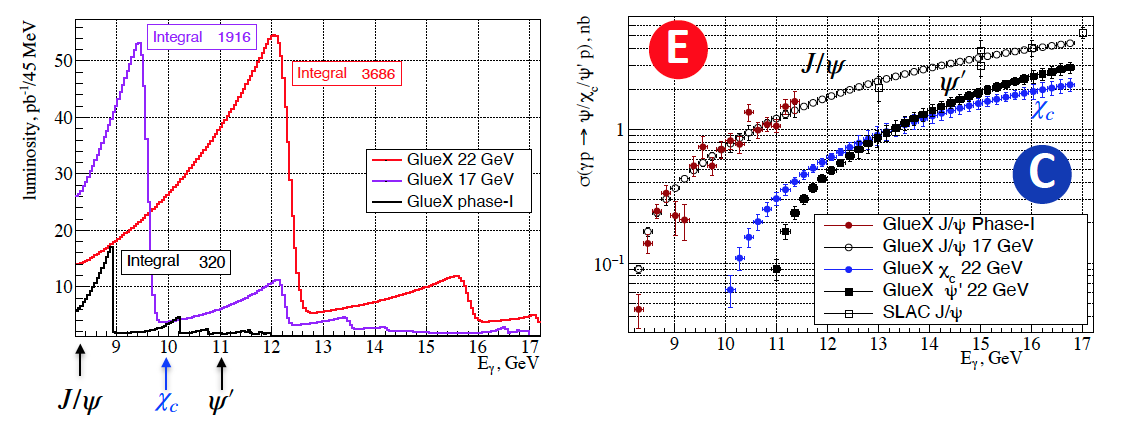 luminosity, pb⁻¹/45 MeV
50
40
30
20
10
Integral 1916
Integral 3686
GlueX 22 GeV
GlueX 17 GeV
GlueX phase-I
Integral 320
9 10 11 12 13 14 15 16 17
Eγ, GeV
J/ψ χc ψ′
σ(γp → ψ/χc/ψ′ p), nb
E
J/ψ
ψ′
χc
C
1
10⁻¹
GlueX J/ψ Phase-I
GlueX J/ψ 17 GeV
GlueX χc 22 GeV
GlueX ψ' 22 GeV
SLAC J/ψ
9 10 11 12 13 14 15 16 17
Eγ, GeV